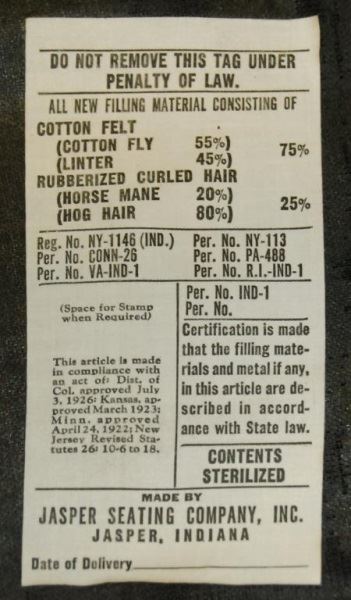 DO NOT REMOVE THIS TAG UNDER
PENALTY OF LAW.
ALL NEW FILLING MATERIAL CONSISTING OF
COTTON FELT
(COTTON FLY 55%)
(LINTER 45%) 75%
RUBBERIZED CURLED HAIR
(HORSE MANE 20%)
(HOG HAIR 80%) 25%
Reg. No. NY-1146 (IND.) Per. No. NY-113
Per. No. CONN-26 Per. No. PA-488
Per. No. VA-IND-1 Per. No. R.I.-IND-1
Per. No. IND-1
Per. No.
(Space for Stamp
when Required)
This article is made
in compliance with
an act of: Dist. of
Col. approved July
3, 1926; Kansas, ap-
proved March 1923;
Minn. approved
April 24, 1922; New
Jersey Revised Sta-
tutes 26: 10-6 to 18.
Certification is made
that the filling mate-
rials and metal if any,
in this article are de-
scribed in accord-
ance with State law.
CONTENTS
STERILIZED
MADE BY
JASPER SEATING COMPANY, INC.
JASPER, INDIANA
Date of Delivery